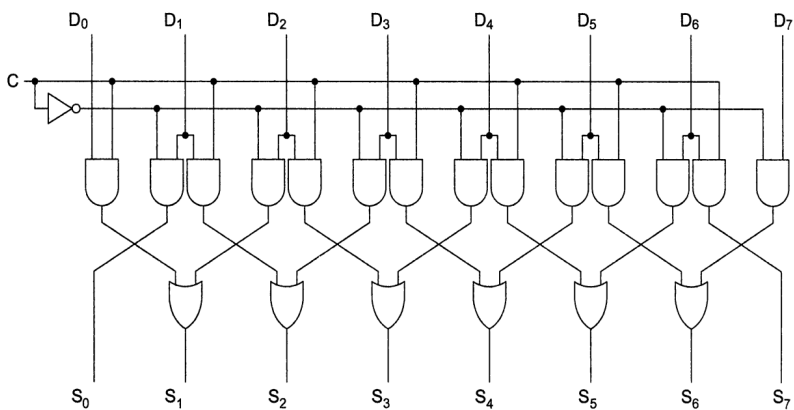 D₀ D₁ D₂ D₃ D₄ D₅ D₆ D₇
C
S₀ S₁ S₂ S₃ S₄ S₅ S₆ S₇